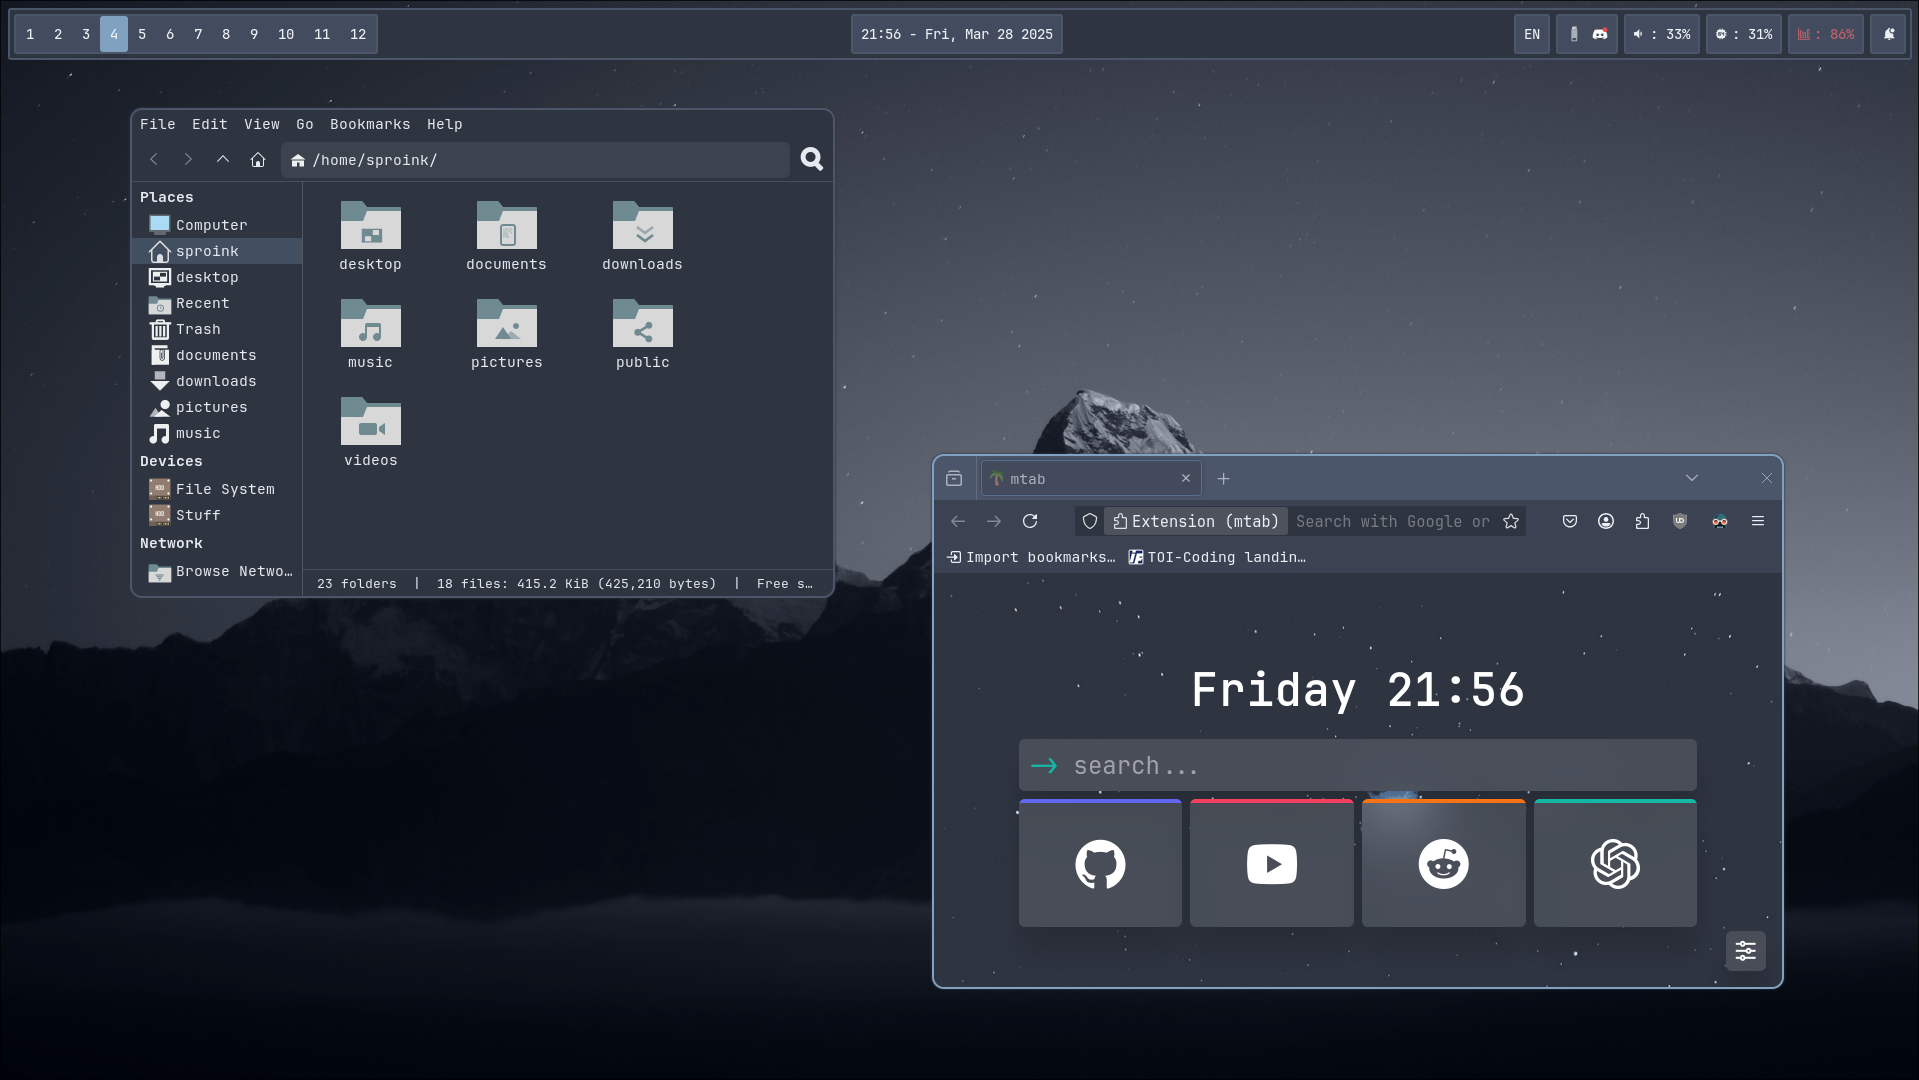 1 2 3 4 5 6 7 8 9 10 11 12
21:56 - Fri, Mar 28 2025
EN
: 33%
: 31%
: 86%
File Edit View Go Bookmarks Help
/home/sproink/
Places
Computer
sproink
desktop
Recent
Trash
documents
downloads
pictures
music
Devices
File System
Stuff
Network
Browse Netwo…
desktop documents downloads
music pictures public
videos
23 folders | 18 files: 415.2 KiB (425,210 bytes) | Free s…
mtab
Extension (mtab) Search with Google or
Import bookmarks… TOI-Coding landin…
Friday 21:56
search...